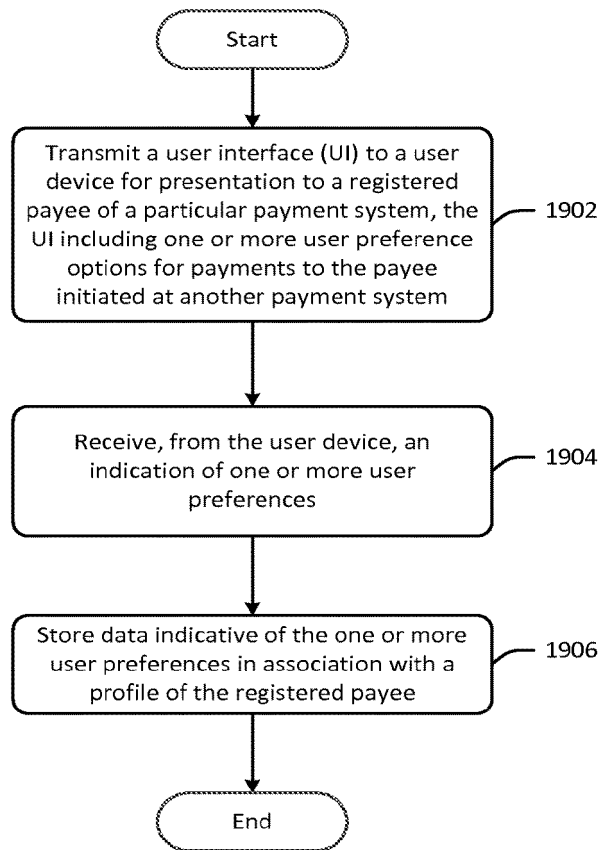 Start
Transmit a user interface (UI) to a user
device for presentation to a registered
payee of a particular payment system, the
UI including one or more user preference
options for payments to the payee
initiated at another payment system
1902
Receive, from the user device, an
indication of one or more user
preferences
1904
Store data indicative of the one or more
user preferences in association with a
profile of the registered payee
1906
End